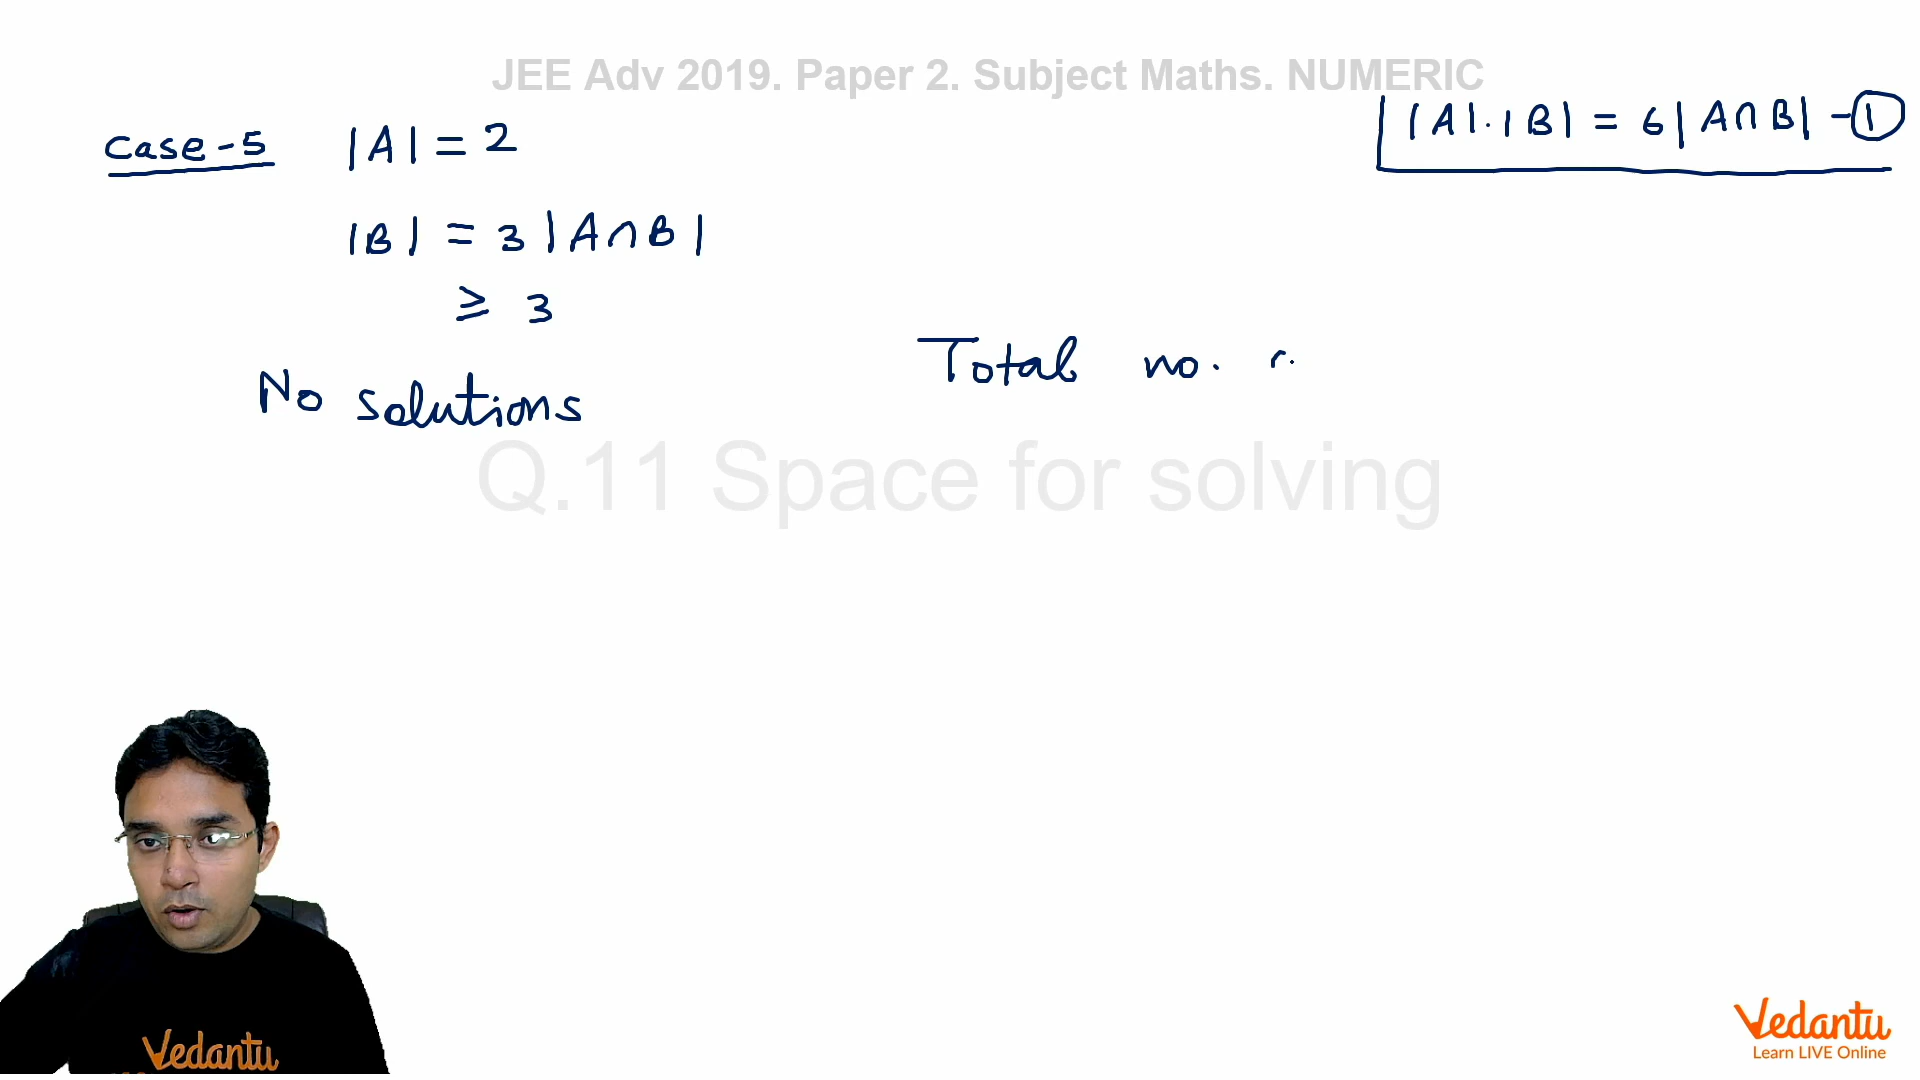 JEE Adv 2019. Paper 2. Subject Maths. NUMERIC
|A|.|B| = 6|A∩B| -①
Case-5 |A| = 2
|B| = 3|A∩B|
≥ 3
Total no.
No solutions
Q.11 Space for solving
Vedantu
Vedantu
Learn LIVE Online